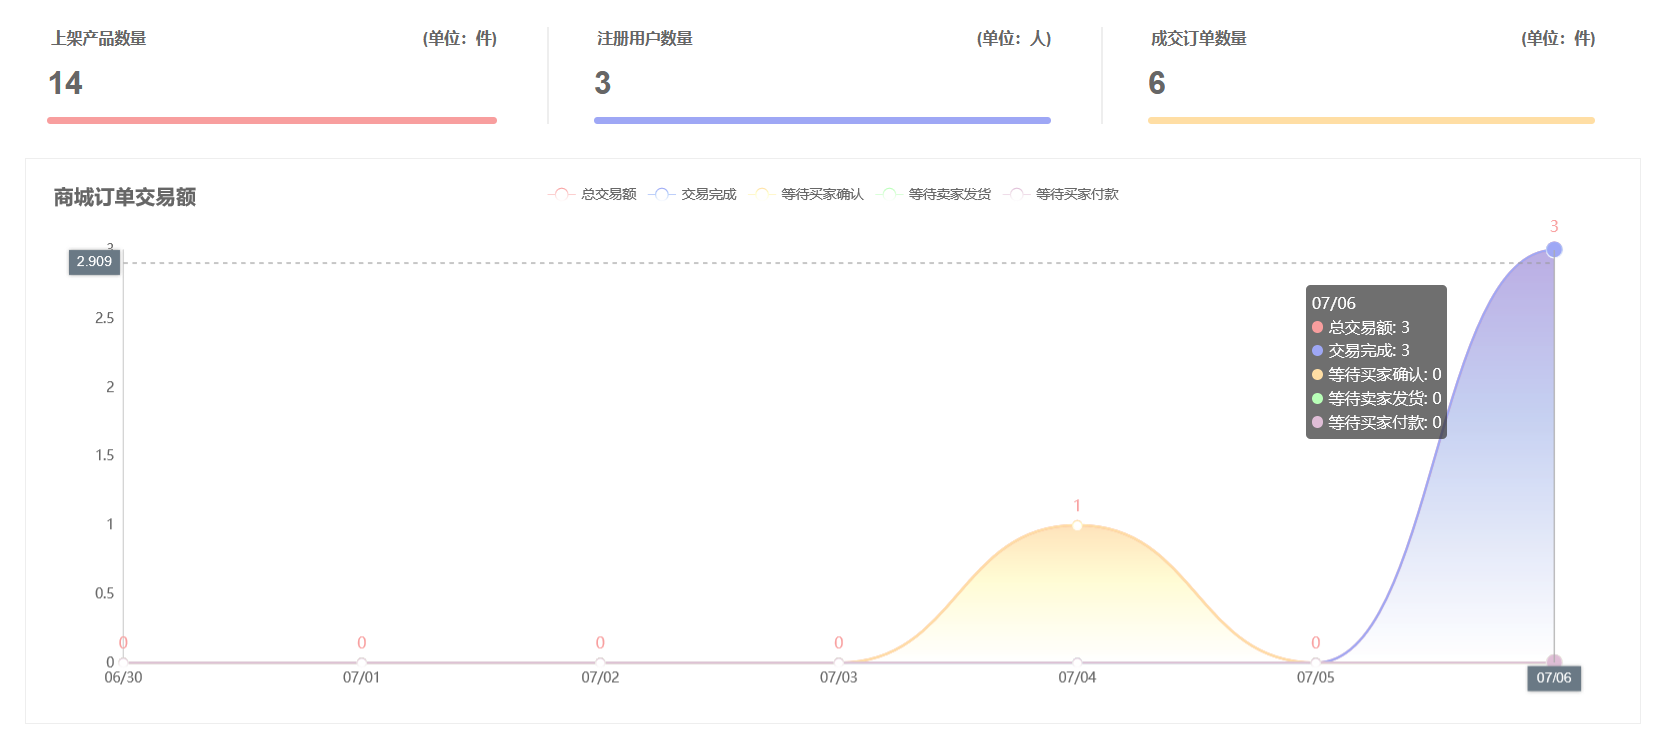 上架产品数量 (单位：件)
14
注册用户数量 (单位：人)
3
成交订单数量 (单位：件)
6
商城订单交易额
总交易额 交易完成 等待买家确认 等待卖家发货 等待买家付款
3
3
2.909
2.5
2
1.5
1
0.5
0
07/06
总交易额: 3
交易完成: 3
等待买家确认: 0
等待卖家发货: 0
等待买家付款: 0
1
0 0 0 0 0
06/30 07/01 07/02 07/03 07/04 07/05 07/06